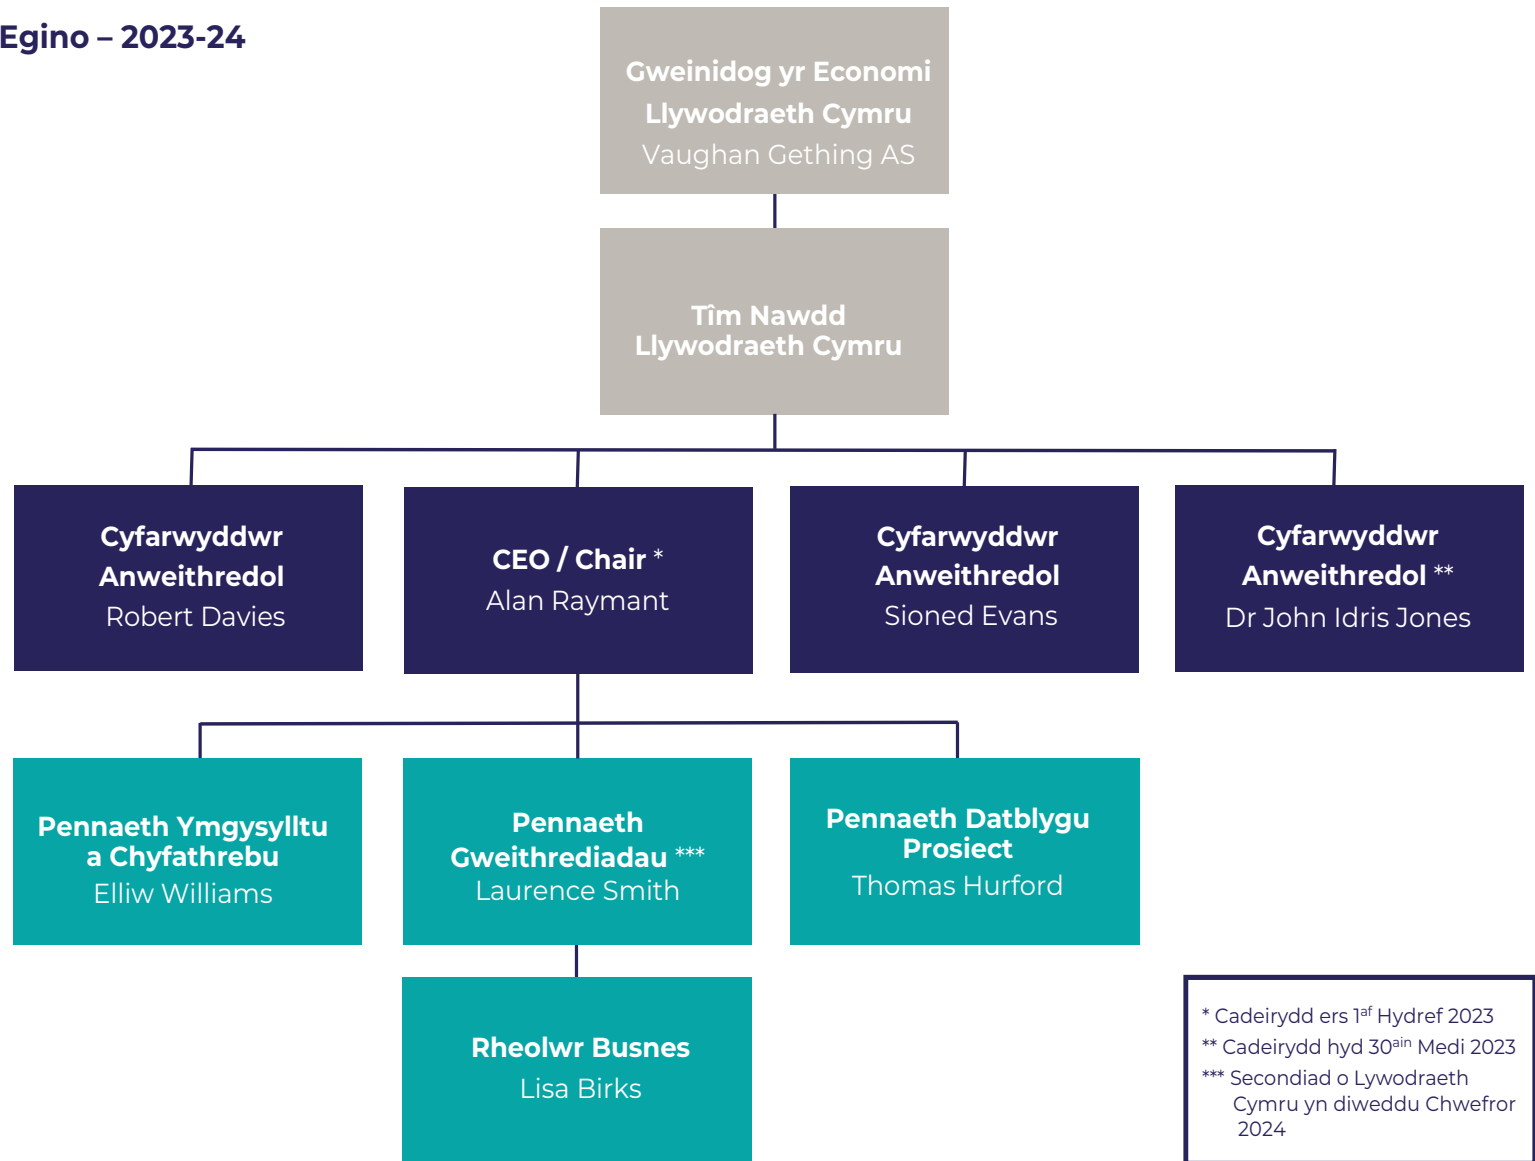 Egino – 2023-24
Gweinidog yr Economi
Llywodraeth Cymru
Vaughan Gething AS
Tîm Nawdd
Llywodraeth Cymru
Cyfarwyddwr
Anweithredol
Robert Davies
CEO / Chair *
Alan Raymant
Cyfarwyddwr
Anweithredol
Sioned Evans
Cyfarwyddwr
Anweithredol **
Dr John Idris Jones
Pennaeth Ymgysylltu
a Chyfathrebu
Elliw Williams
Pennaeth
Gweithrediadau ***
Laurence Smith
Pennaeth Datblygu
Prosiect
Thomas Hurford
Rheolwr Busnes
Lisa Birks
* Cadeirydd ers 1af Hydref 2023
** Cadeirydd hyd 30ain Medi 2023
*** Secondiad o Lywodraeth
Cymru yn diweddu Chwefror
2024